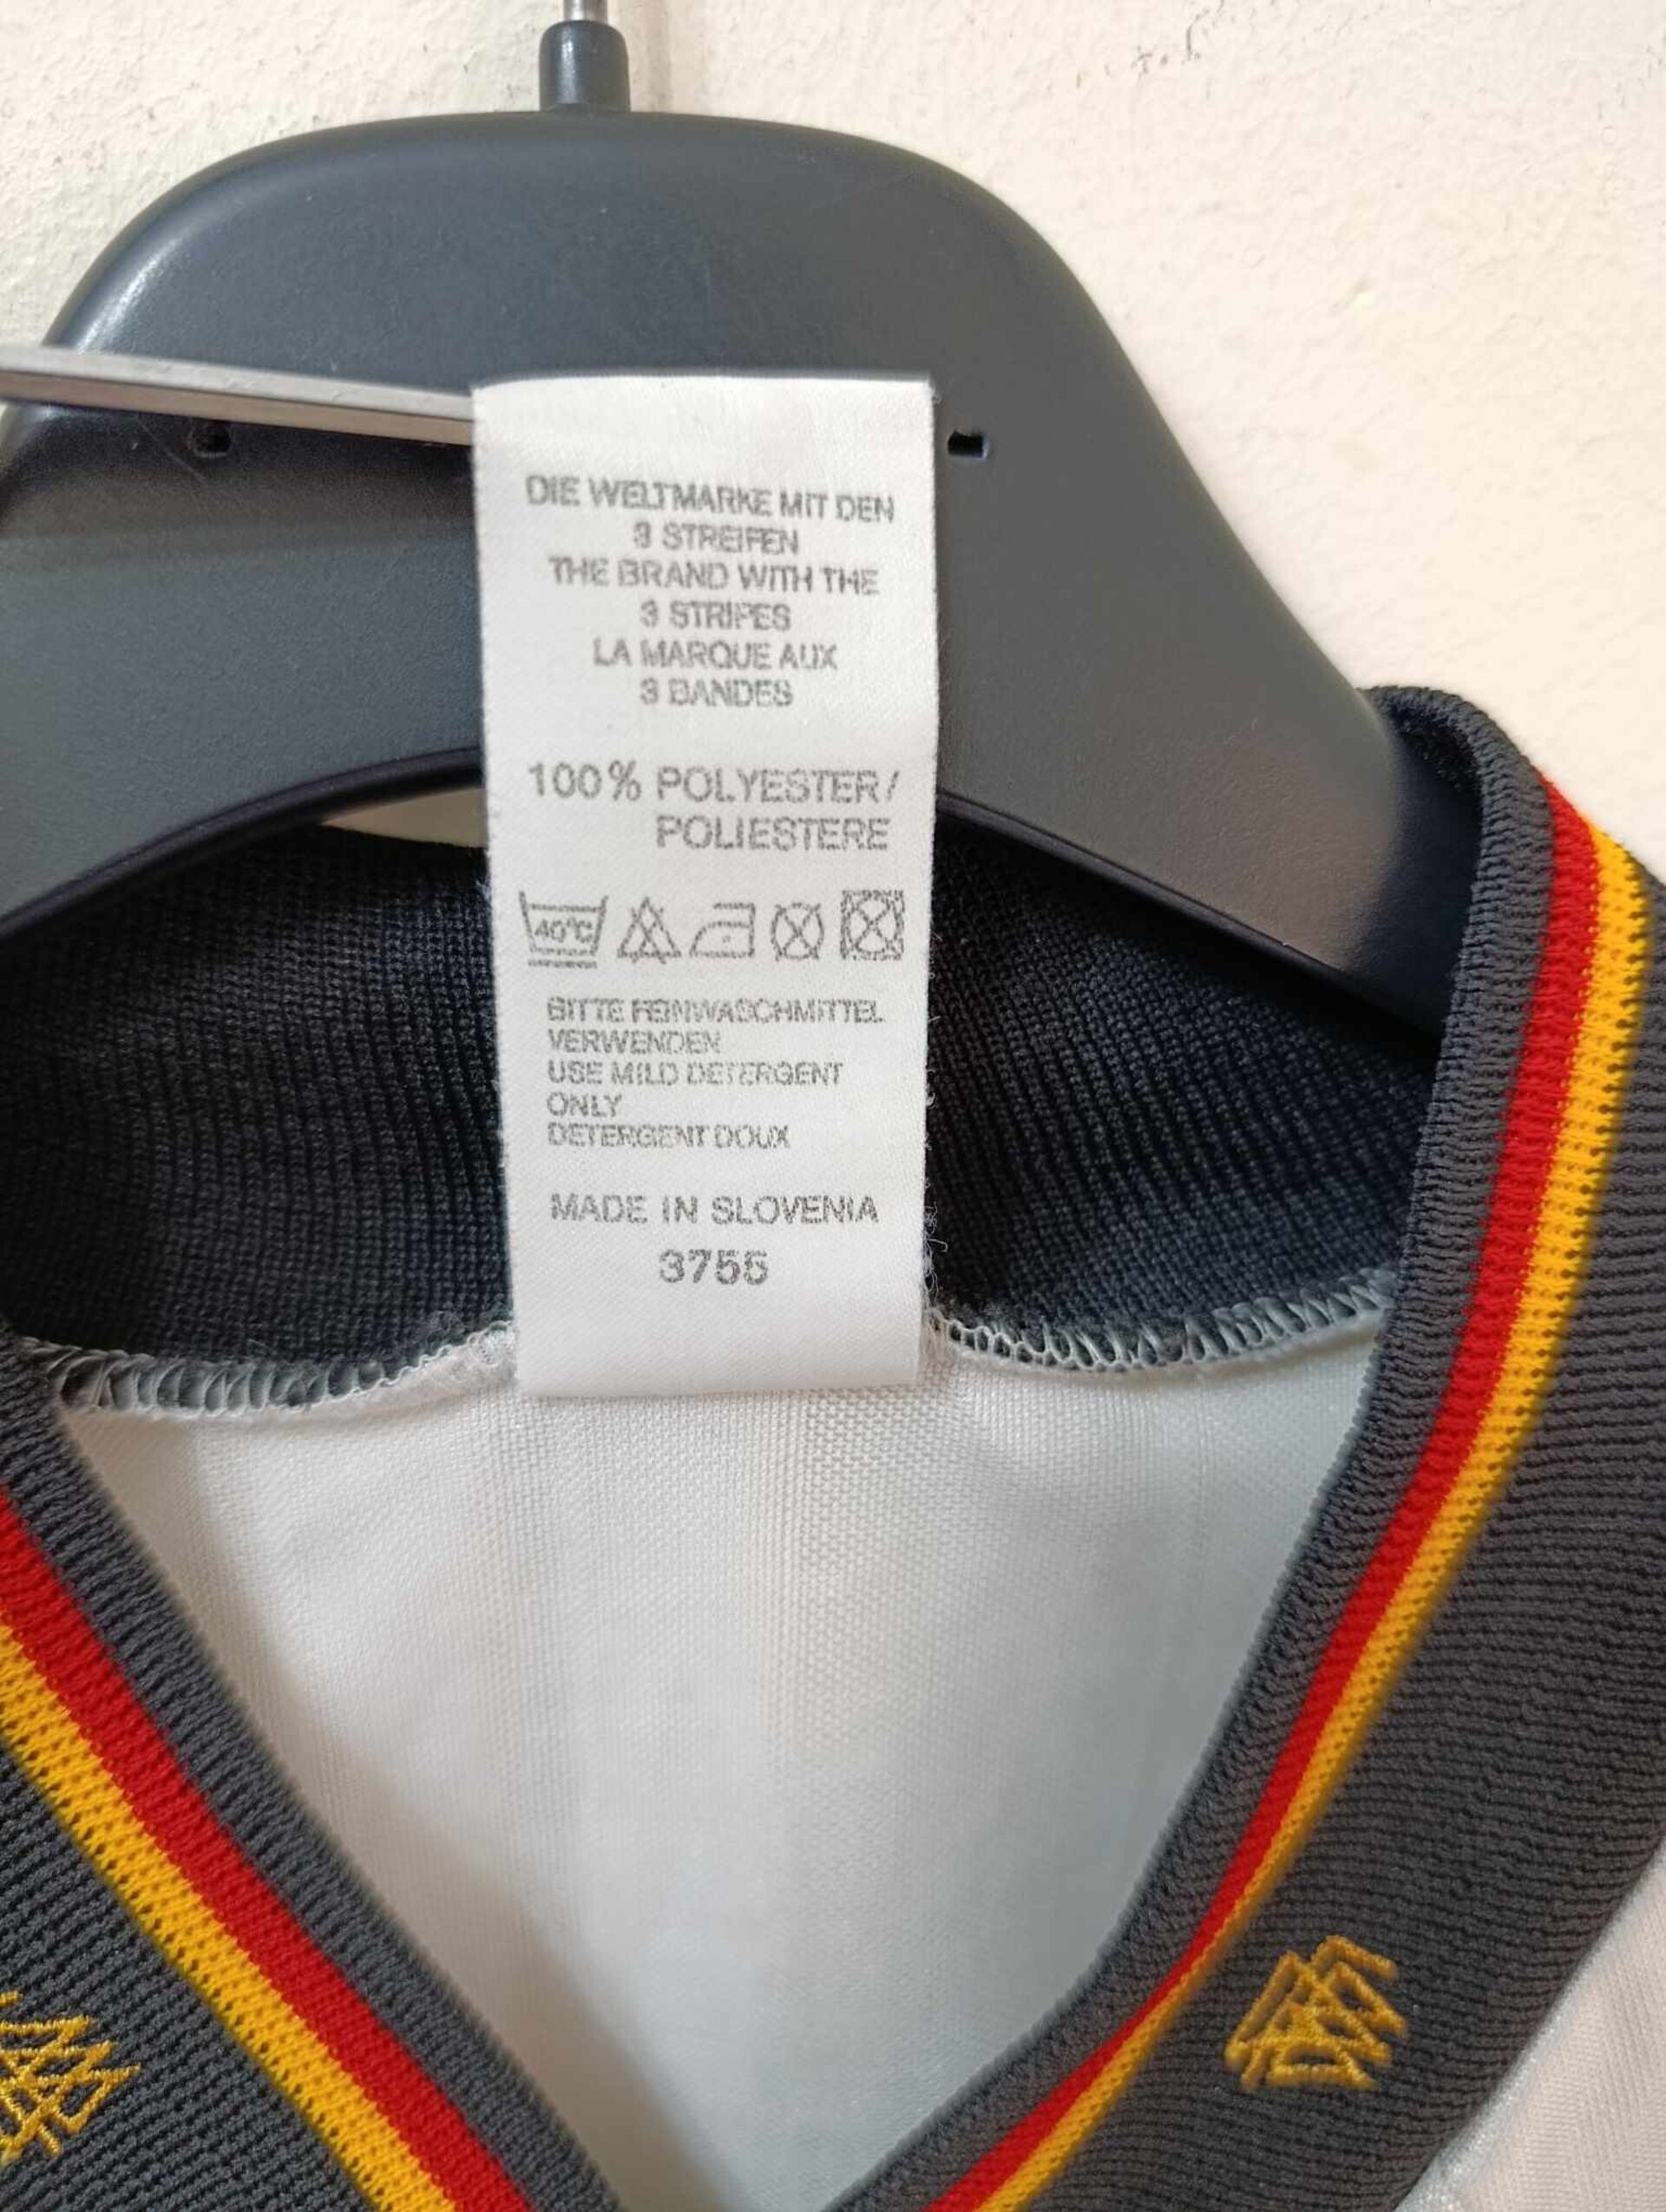 DIE WELTMARKE MIT DEN
3 STREIFEN
THE BRAND WITH THE
3 STRIPES
LA MARQUE AUX
3 BANDES
100% POLYESTER/
POLIESTERE
40°C
BITTE FEINWASCHMITTEL
VERWENDEN
USE MILD DETERGENT
ONLY
DETERGENT DOUX
MADE IN SLOVENIA
3755